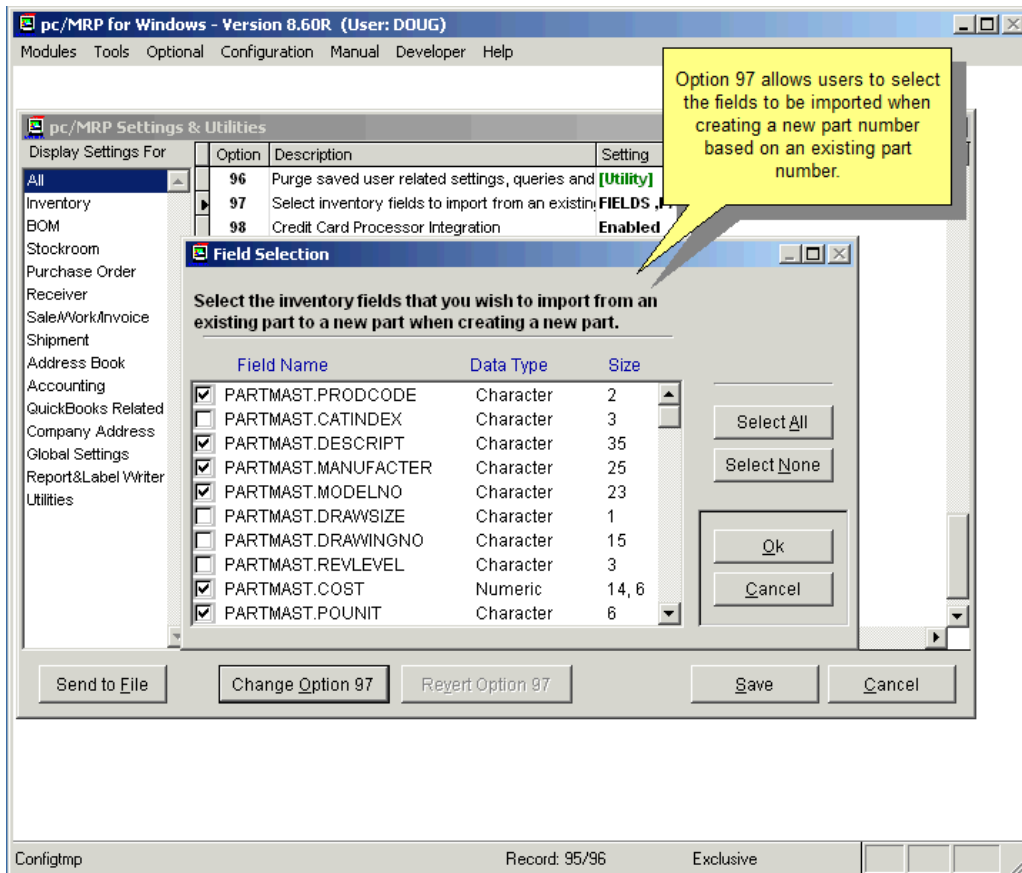 pc/MRP for Windows - Version 8.60R (User: DOUG)
Modules Tools Optional Configuration Manual Developer Help
Option 97 allows users to select
the fields to be imported when
creating a new part number
based on an existing part
number.
pc/MRP Settings & Utilities
Display Settings For
Option Description Setting
All
Inventory
BOM
Stockroom
Purchase Order
Receiver
Sale/Work/Invoice
Shipment
Address Book
Accounting
QuickBooks Related
Company Address
Global Settings
Report&Label Writer
Utilities
96 Purge saved user related settings, queries and [Utility]
97 Select inventory fields to import from an existin FIELDS ,
98 Credit Card Processor Integration Enabled
Field Selection
Select the inventory fields that you wish to import from an
existing part to a new part when creating a new part.
Field Name Data Type Size
PARTMAST.PRODCODE Character 2
PARTMAST.CATINDEX Character 3
PARTMAST.DESCRIPT Character 35
PARTMAST.MANUFACTER Character 25
PARTMAST.MODELNO Character 23
PARTMAST.DRAWSIZE Character 1
PARTMAST.DRAWINGNO Character 15
PARTMAST.REVLEVEL Character 3
PARTMAST.COST Numeric 14, 6
PARTMAST.POUNIT Character 6
Select All
Select None
Ok
Cancel
Send to File Change Option 97 Revert Option 97 Save Cancel
Configtmp Record: 95/96 Exclusive